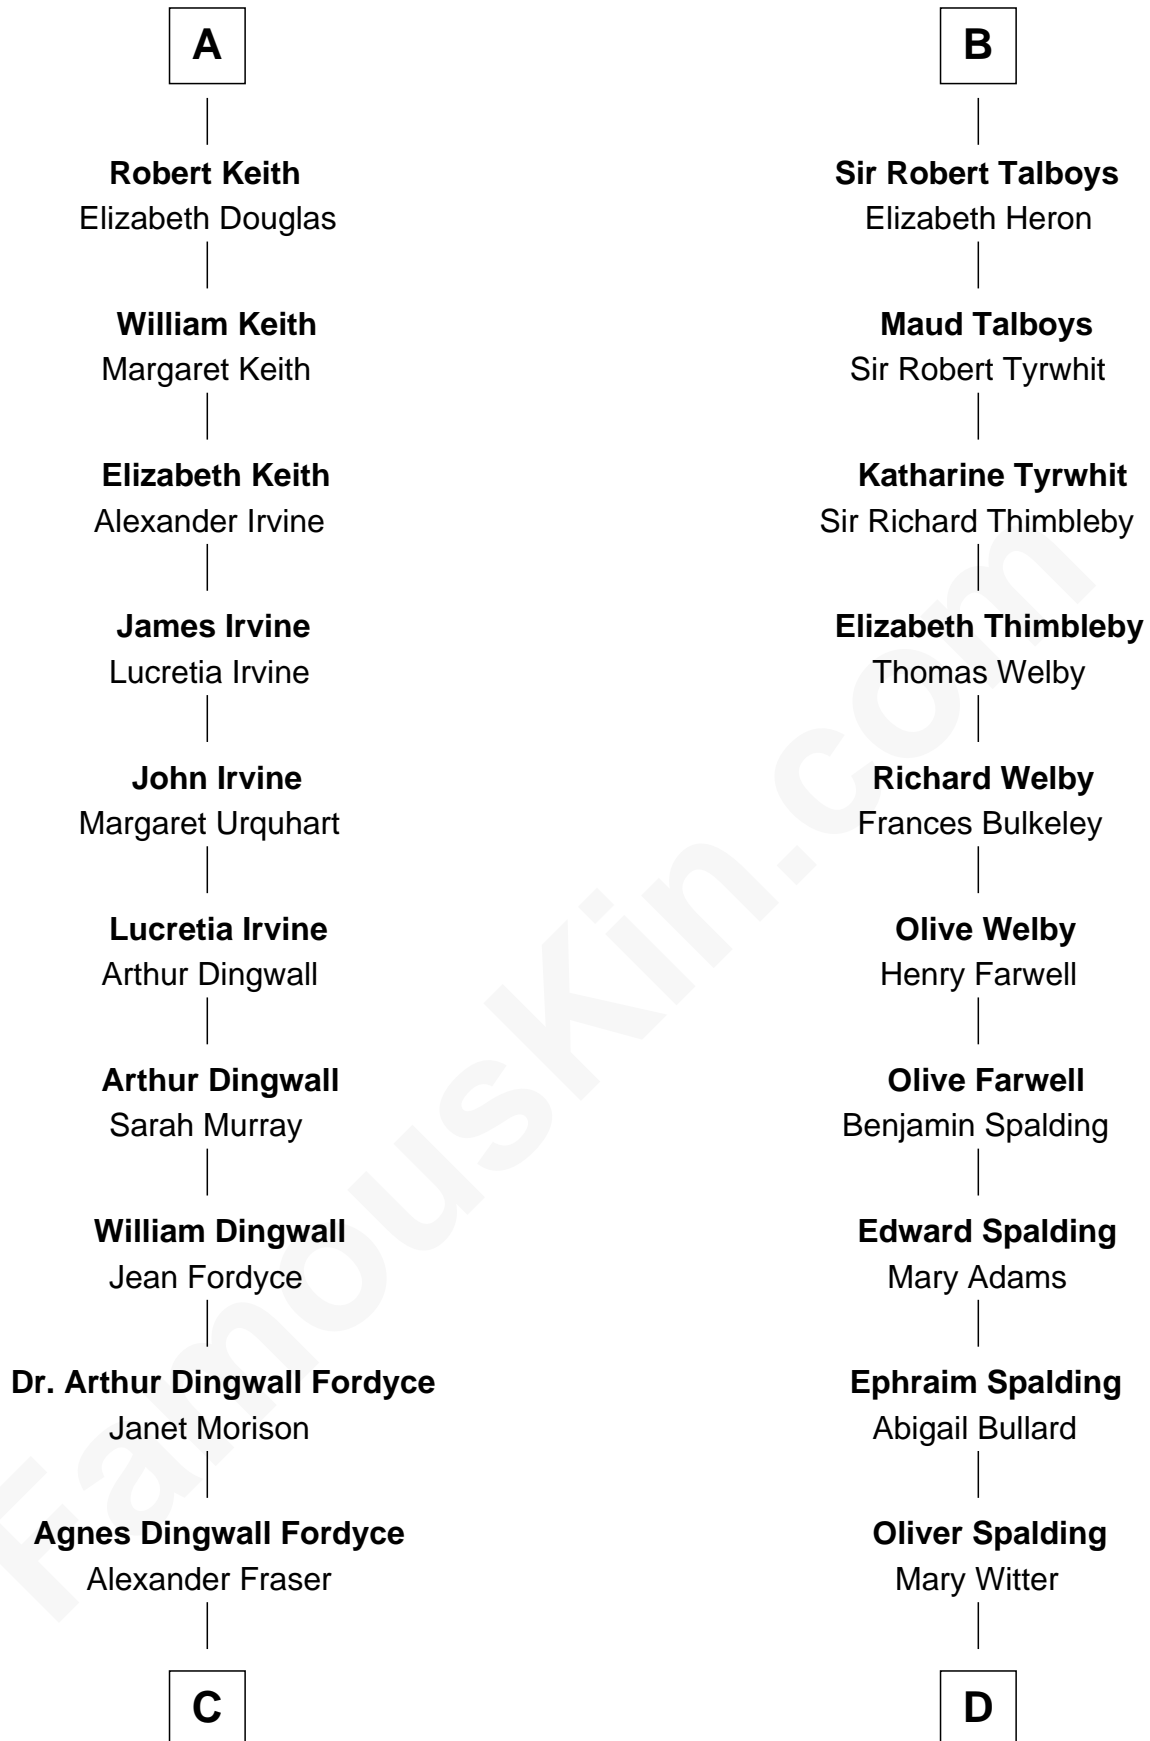 A
Robert Keith
Elizabeth Douglas
William Keith
Margaret Keith
Elizabeth Keith
Alexander Irvine
James Irvine
Lucretia Irvine
John Irvine
Margaret Urquhart
Lucretia Irvine
Arthur Dingwall
Arthur Dingwall
Sarah Murray
William Dingwall
Jean Fordyce
Dr. Arthur Dingwall Fordyce
Janet Morison
Agnes Dingwall Fordyce
Alexander Fraser
C
B
Sir Robert Talboys
Elizabeth Heron
Maud Talboys
Sir Robert Tyrwhit
Katharine Tyrwhit
Sir Richard Thimbleby
Elizabeth Thimbleby
Thomas Welby
Richard Welby
Frances Bulkeley
Olive Welby
Henry Farwell
Olive Farwell
Benjamin Spalding
Edward Spalding
Mary Adams
Ephraim Spalding
Abigail Bullard
Oliver Spalding
Mary Witter
D
FamousKin.com